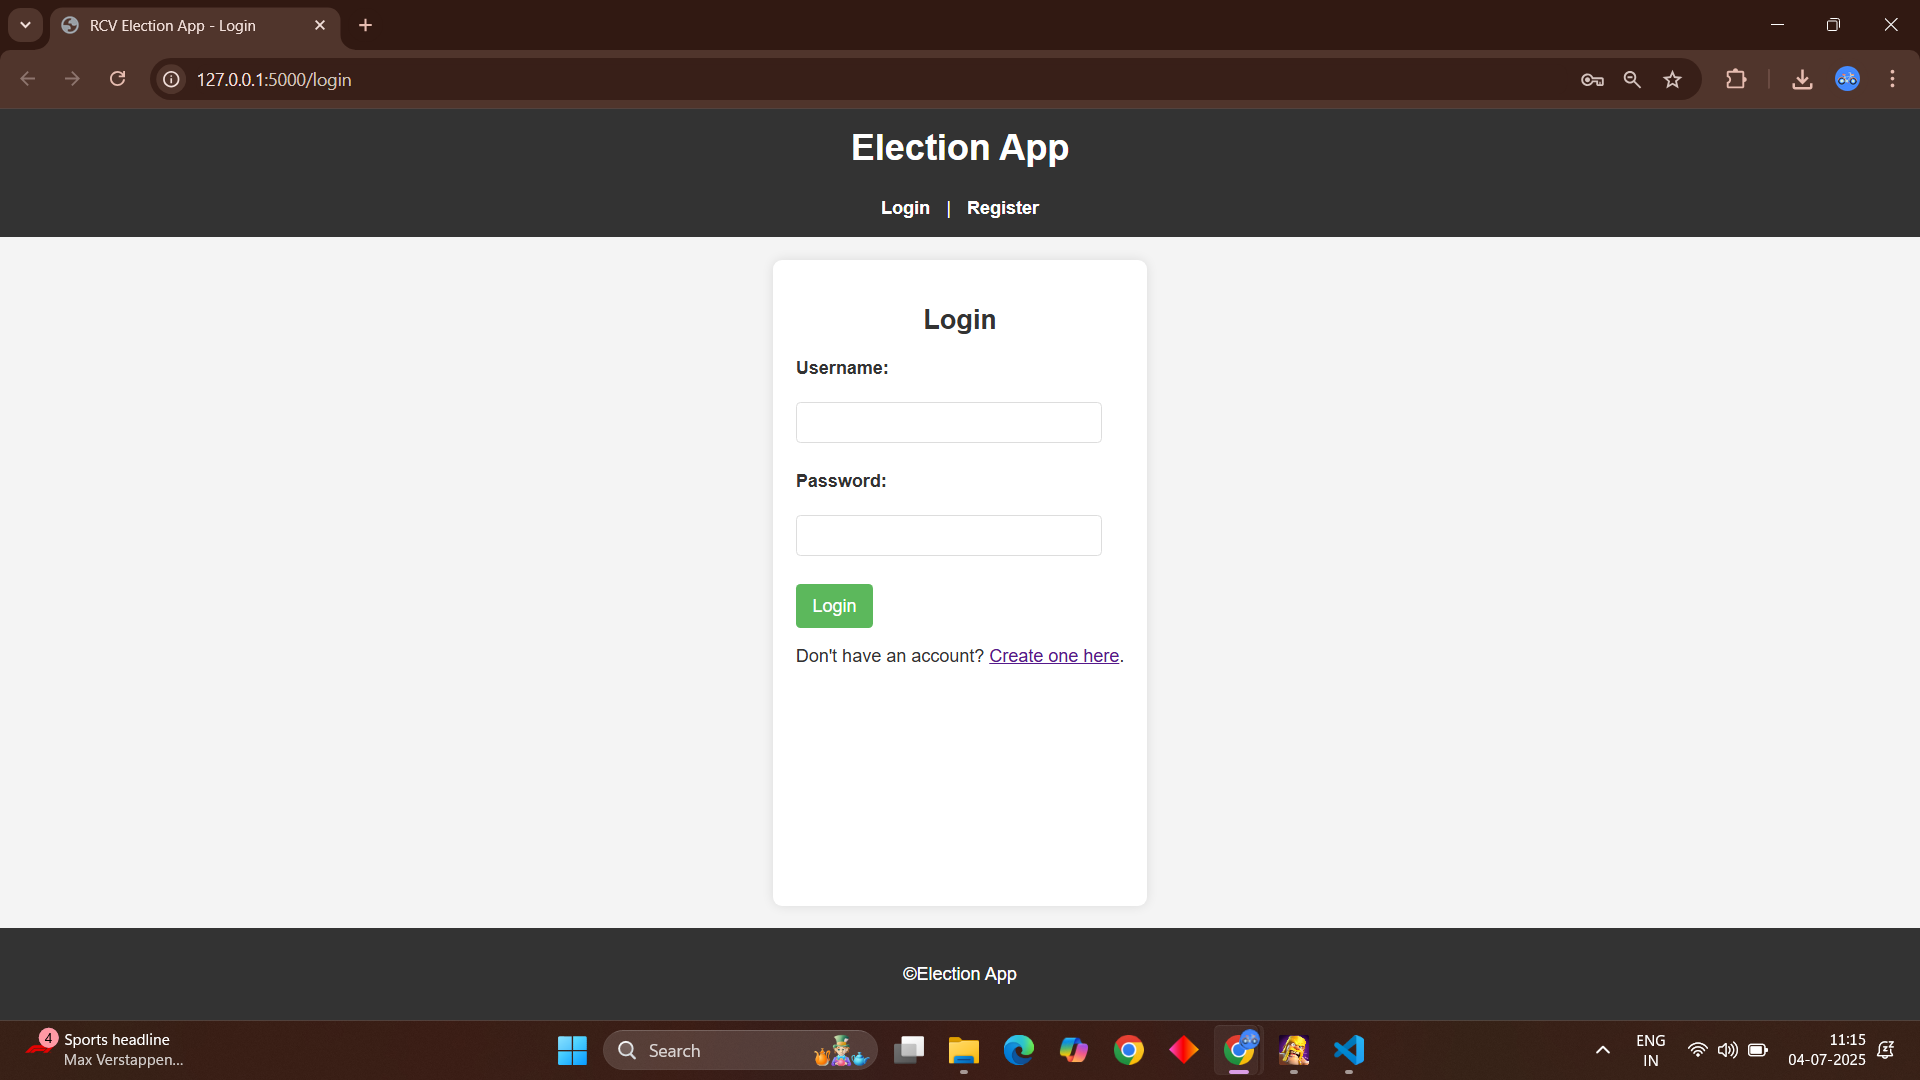 RCV Election App - Login
127.0.0.1:5000/login
Election App
Login | Register
Login
Username:
Password:
Login
Don't have an account? Create one here.
©Election App
4
Sports headline
Max Verstappen...
Search
ENG
IN
11:15
04-07-2025